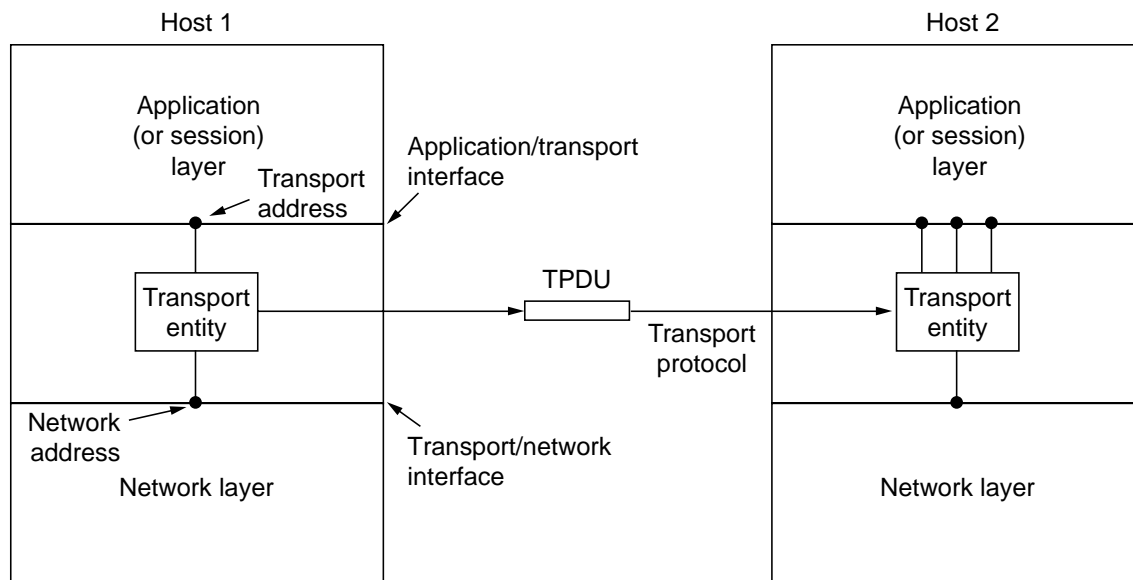 Host 1
Host 2
Application
(or session)
layer
Application/transport
interface
Application
(or session)
layer
Transport
address
Transport
entity
TPDU
Transport
protocol
Transport
entity
Network
address
Transport/network
interface
Network layer
Network layer